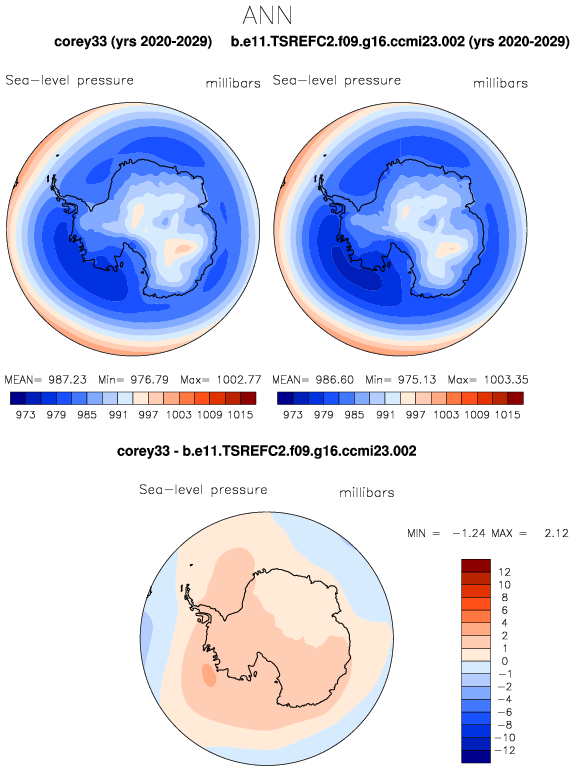 ANN
corey33 (yrs 2020-2029) b.e11.TSREFC2.f09.g16.ccmi23.002 (yrs 2020-2029)
Sea-level pressure millibars Sea-level pressure millibars
MEAN= 987.23 Min= 976.79 Max= 1002.77 MEAN= 986.60 Min= 975.13 Max= 1003.35
973 979 985 991 997 1003 1009 1015 973 979 985 991 997 1003 1009 1015
corey33 - b.e11.TSREFC2.f09.g16.ccmi23.002
Sea-level pressure millibars
MIN = -1.24 MAX = 2.12
12
10
8
6
4
2
1
0
-1
-2
-4
-6
-8
-10
-12